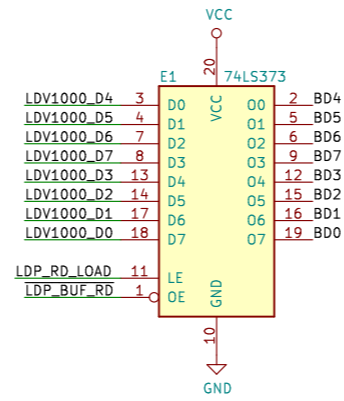 VCC
E1 74LS373
20
VCC
LDV1000_D4 3 D0 O0 2 BD4
LDV1000_D5 4 D1 O1 5 BD5
LDV1000_D6 7 D2 O2 6 BD6
LDV1000_D7 8 D3 O3 9 BD7
LDV1000_D3 13 D4 O4 12 BD3
LDV1000_D2 14 D5 O5 15 BD2
LDV1000_D1 17 D6 O6 16 BD1
LDV1000_D0 18 D7 O7 19 BD0
LDP_RD_LOAD 11 LE
LDP_BUF_RD 1 OE
GND
10
GND